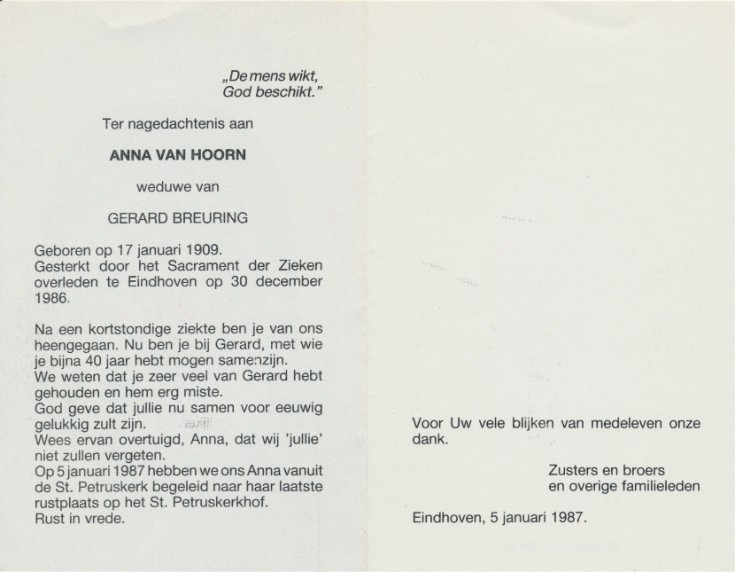 „De mens wikt,
God beschikt.”
Ter nagedachtenis aan
ANNA VAN HOORN
weduwe van
GERARD BREURING
Geboren op 17 januari 1909.
Gesterkt door het Sacrament der Zieken
overleden te Eindhoven op 30 december
1986.
Na een kortstondige ziekte ben je van ons
heengegaan. Nu ben je bij Gerard, met wie
je bijna 40 jaar hebt mogen samenzijn.
We weten dat je zeer veel van Gerard hebt
gehouden en hem erg miste.
God geve dat jullie nu samen voor eeuwig
gelukkig zult zijn.
Wees ervan overtuigd, Anna, dat wij 'jullie'
niet zullen vergeten.
Op 5 januari 1987 hebben we ons Anna vanuit
de St. Petruskerk begeleid naar haar laatste
rustplaats op het St. Petruskerkhof.
Rust in vrede.
Voor Uw vele blijken van medeleven onze
dank.
Zusters en broers
en overige familieleden
Eindhoven, 5 januari 1987.